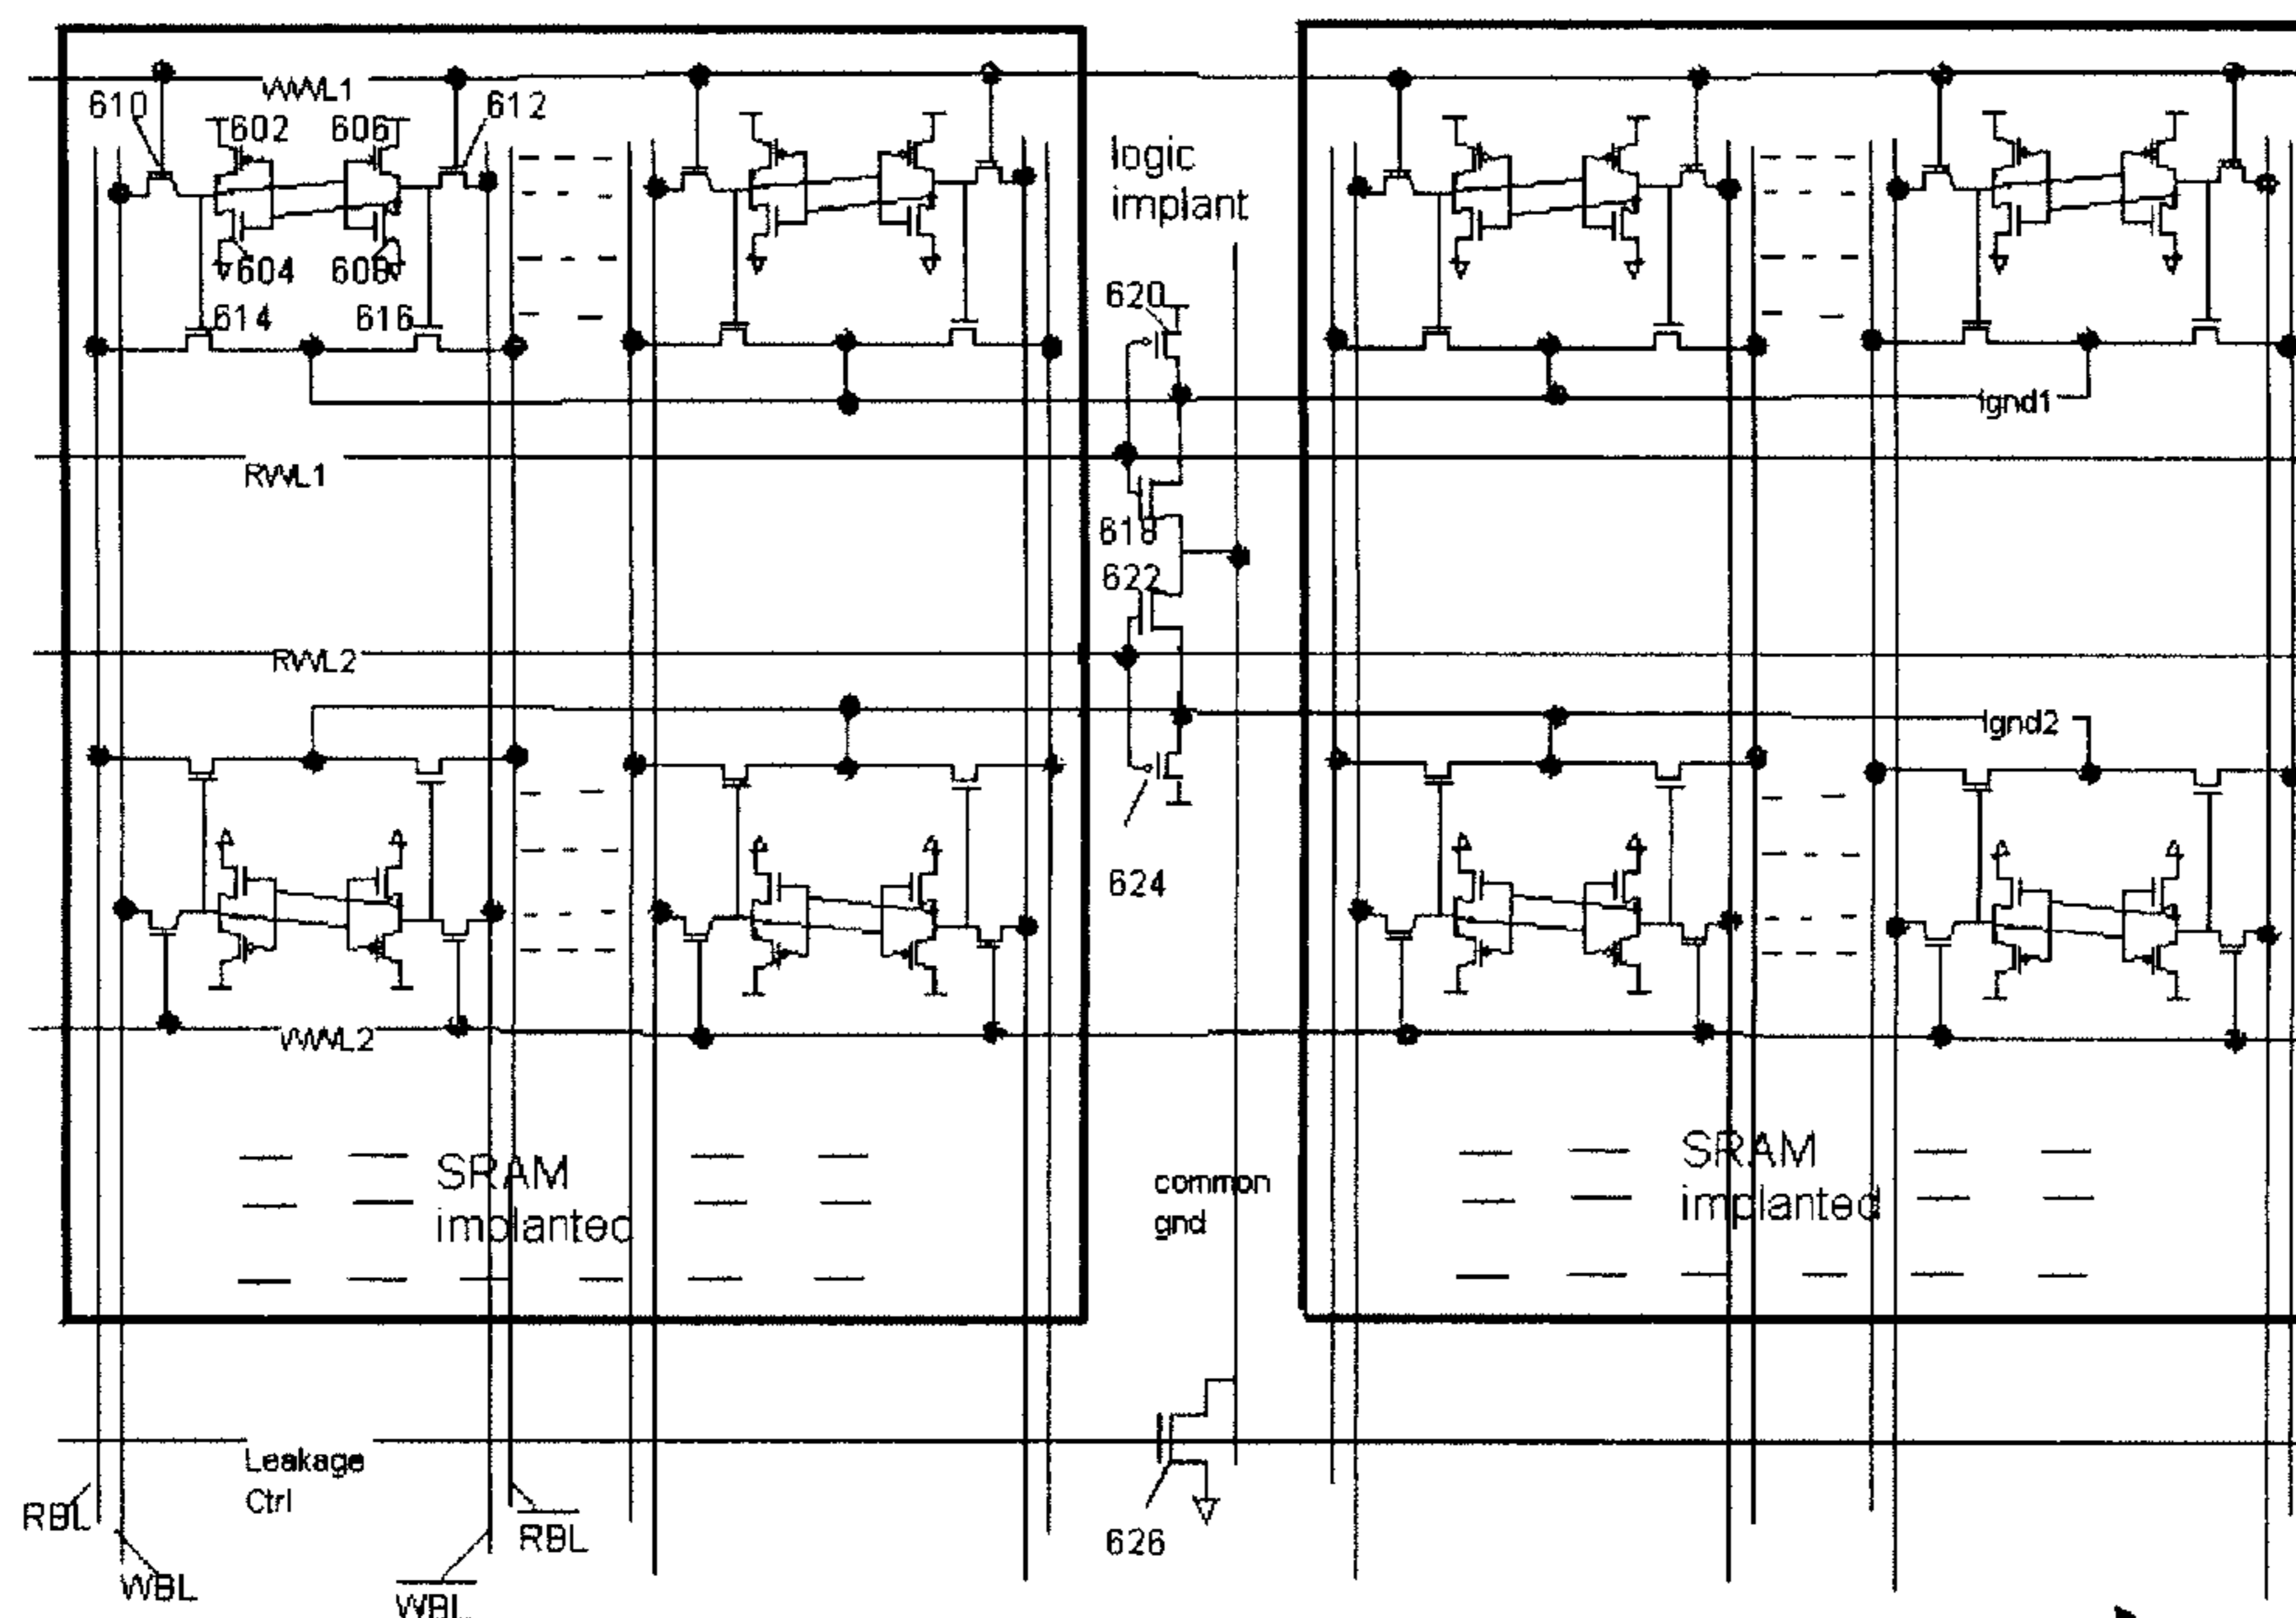 WWL1
610
602
606
612
604
608
614
616
logic
implant
620
lgnd1
RWL1
618
622
RWL2
lgnd2
624
WWL2
SRAM
implanted
common
gnd
SRAM
implanted
Leakage
Ctrl
RBL
WBL
WBL
RBL
626